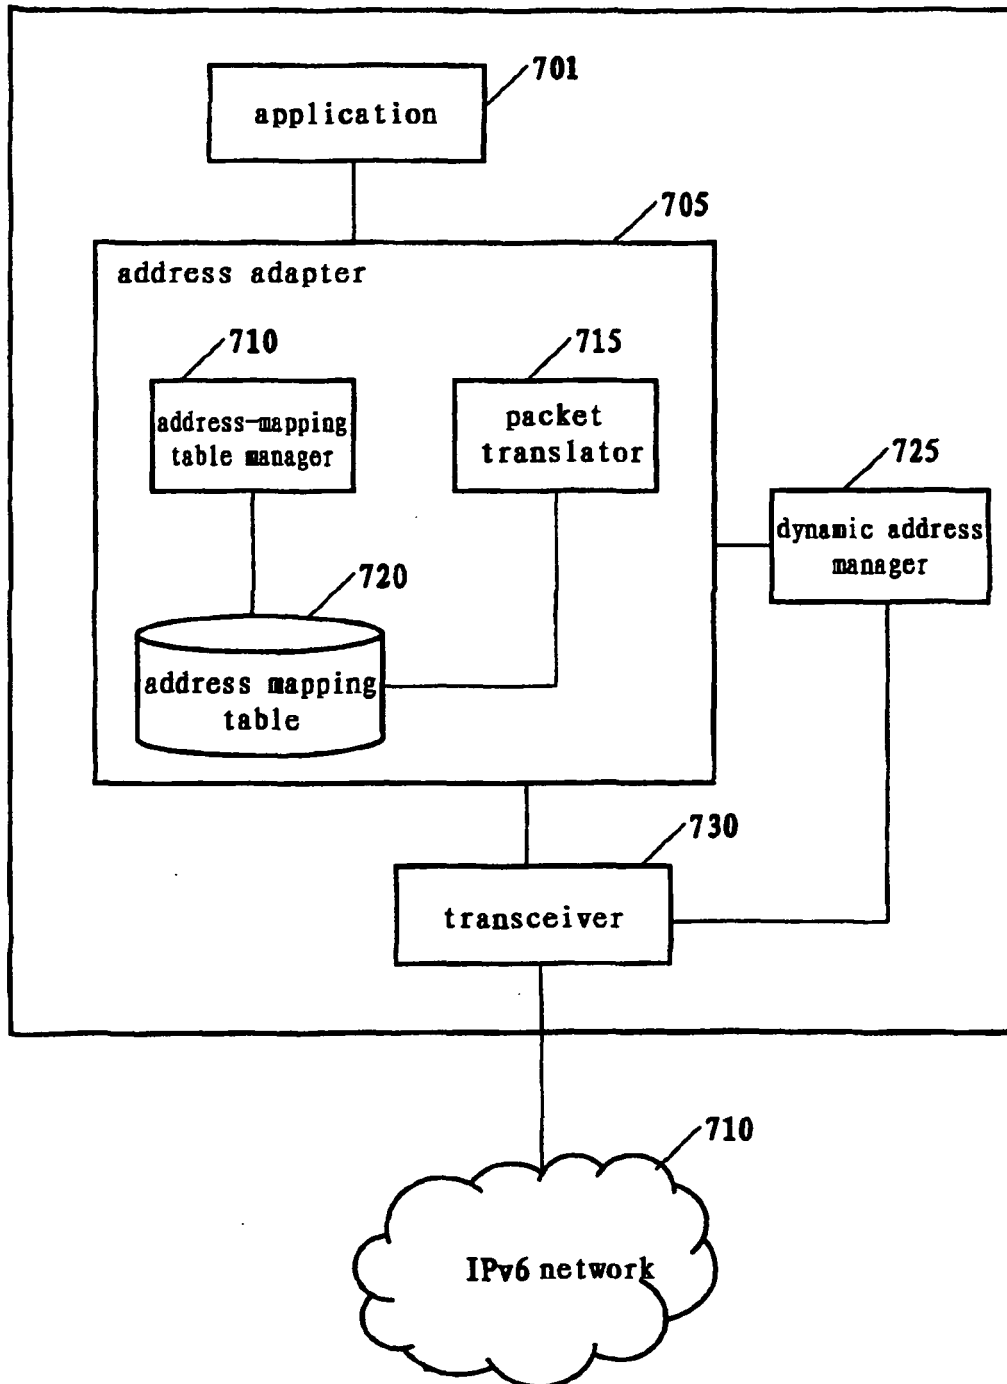 701
application
705
address adapter
710
715
address-mapping
table manager
packet
translator
725
dynamic address
manager
720
address mapping
table
730
transceiver
710
IPv6 network